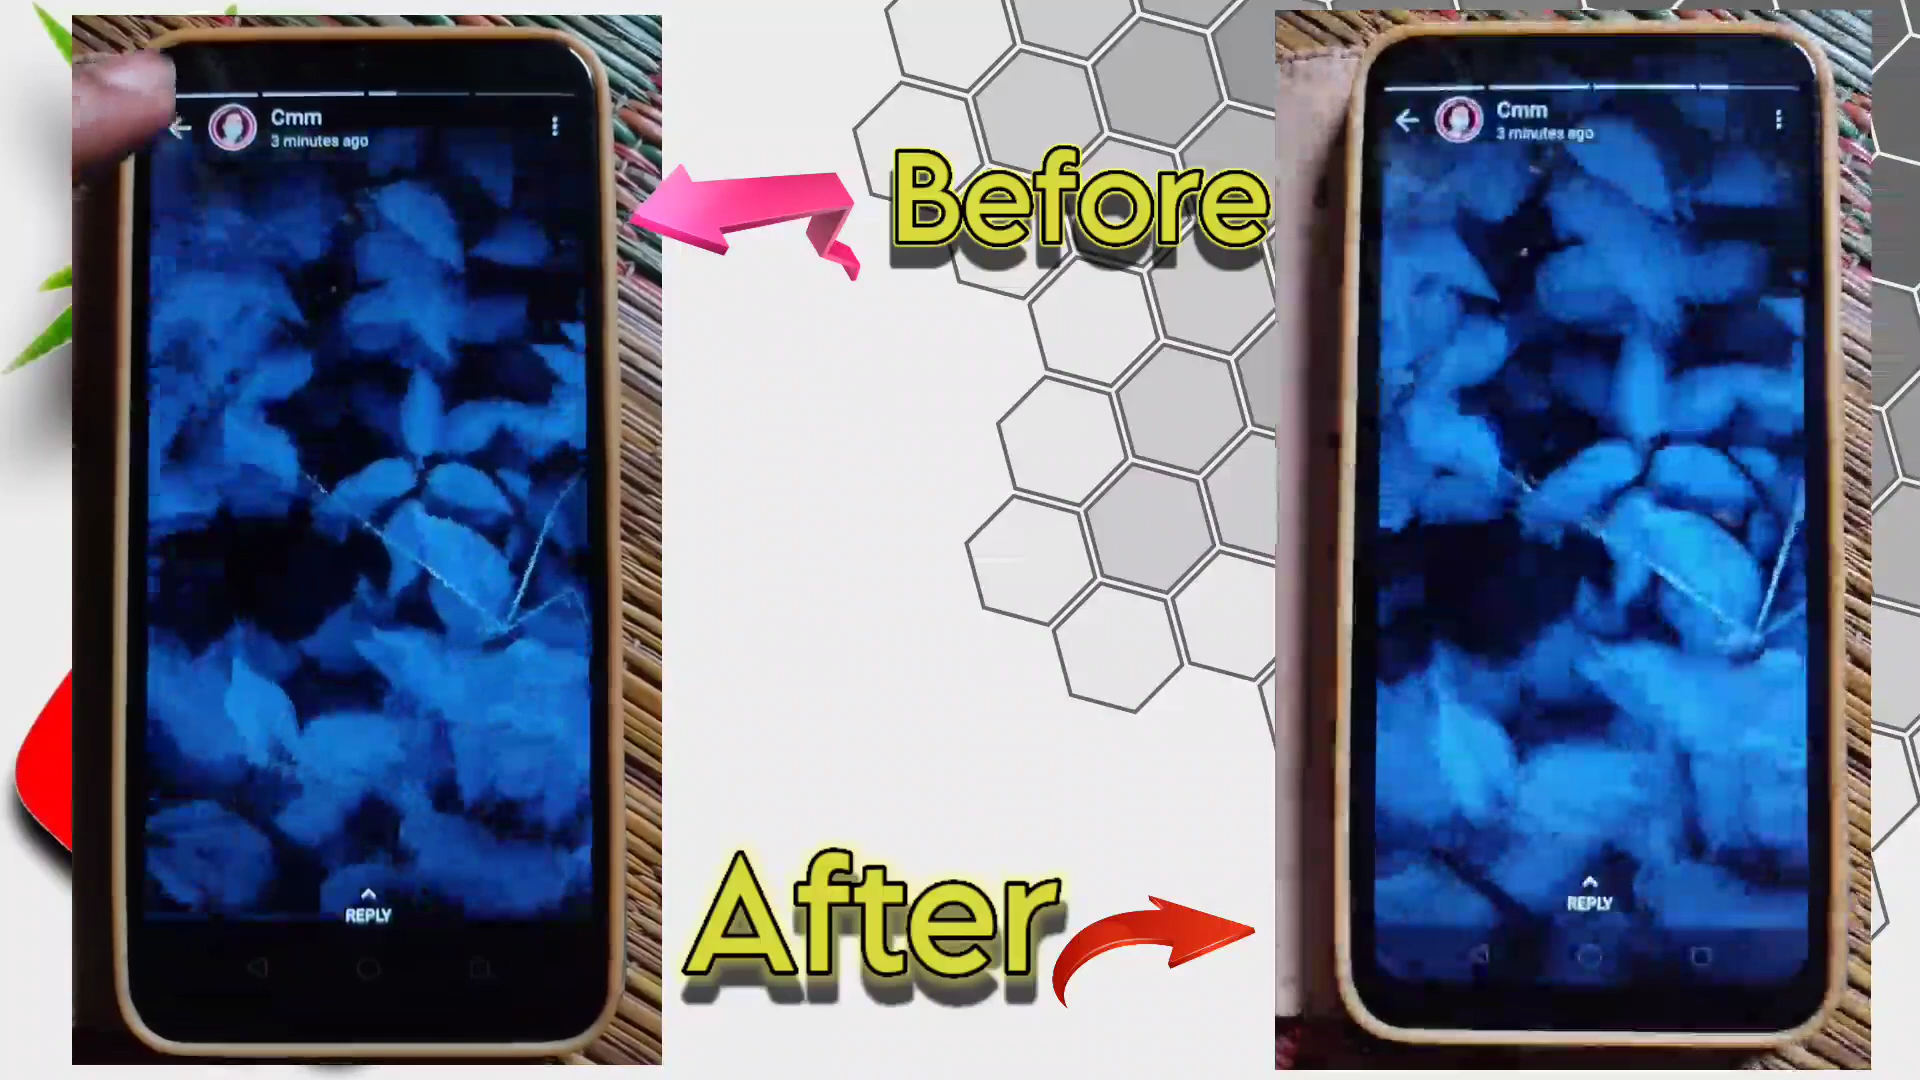 Cmm
3 minutes ago
REPLY
Before
After
Cmm
3 minutes ago
REPLY